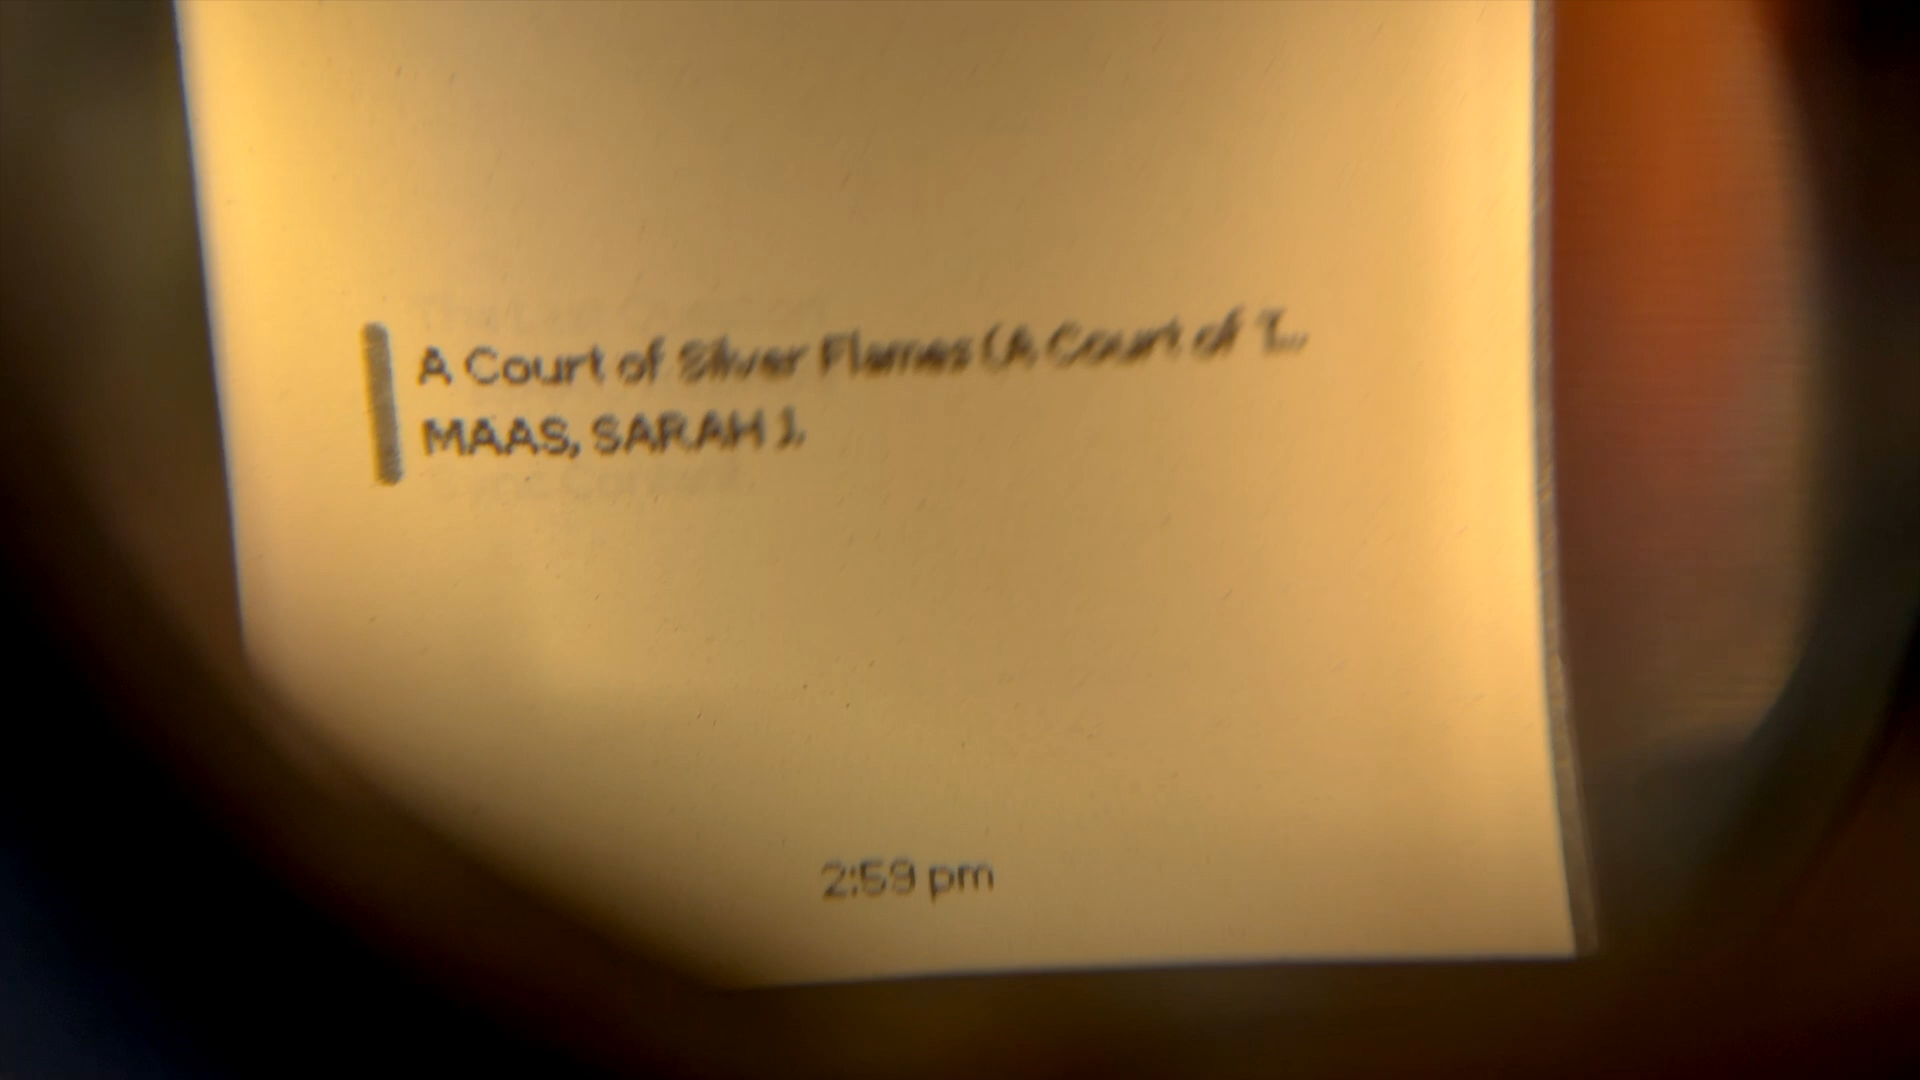 A Court of Silver Flames (A Court of T...
MAAS, SARAH J.
2:59 pm